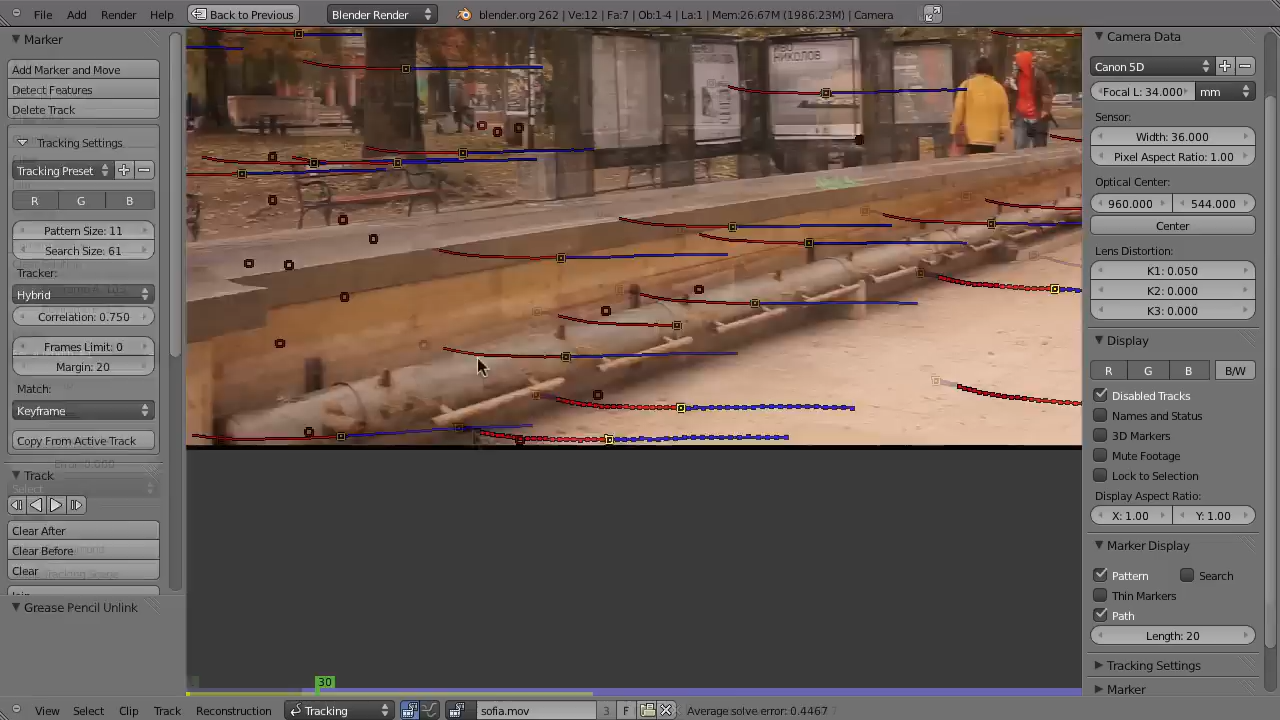 File Add Render Help Back to Previous Blender Render blender.org 262 | Ve:12 | Fa:7 | Ob:1-4 | La:1 | Mem:26.67M (1986.23M) | Camera
Marker
Add Marker and Move
Detect Features
Delete Track
Tracking Settings
Tracking Preset
R G B
Pattern Size: 11
Search Size: 61
Tracker:
Hybrid
Correlation: 0.750
Frames Limit: 0
Margin: 20
Match:
Keyframe
Copy From Active Track
Error: 0.000
Track
Select
Clear After
Clear Before
Clear
Tracking Scene
Join
Grease Pencil Unlink
НИКОЛОВ
30
Camera Data
Canon 5D
Focal L: 34.000 mm
Sensor:
Width: 36.000
Pixel Aspect Ratio: 1.00
Optical Center:
960.000 544.000
Center
Lens Distortion:
K1: 0.050
K2: 0.000
K3: 0.000
Display
R G B B/W
Disabled Tracks
Names and Status
3D Markers
Mute Footage
Lock to Selection
Display Aspect Ratio:
X: 1.00 Y: 1.00
Marker Display
Pattern Search
Thin Markers
Path
Length: 20
Tracking Settings
Marker
View Select Clip Track Reconstruction Tracking sofia.mov 3 F Average solve error: 0.4467